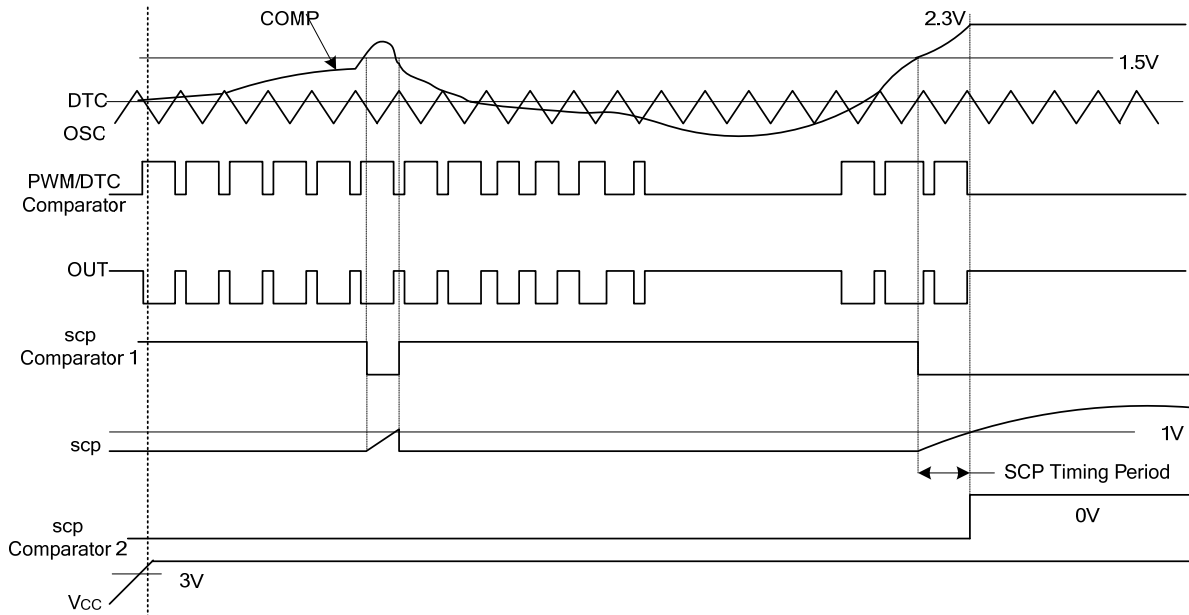 COMP
2.3V
1.5V
DTC
OSC
PWM/DTC
Comparator
OUT
scp
Comparator 1
scp
1V
SCP Timing Period
scp
Comparator 2
0V
3V
VCC